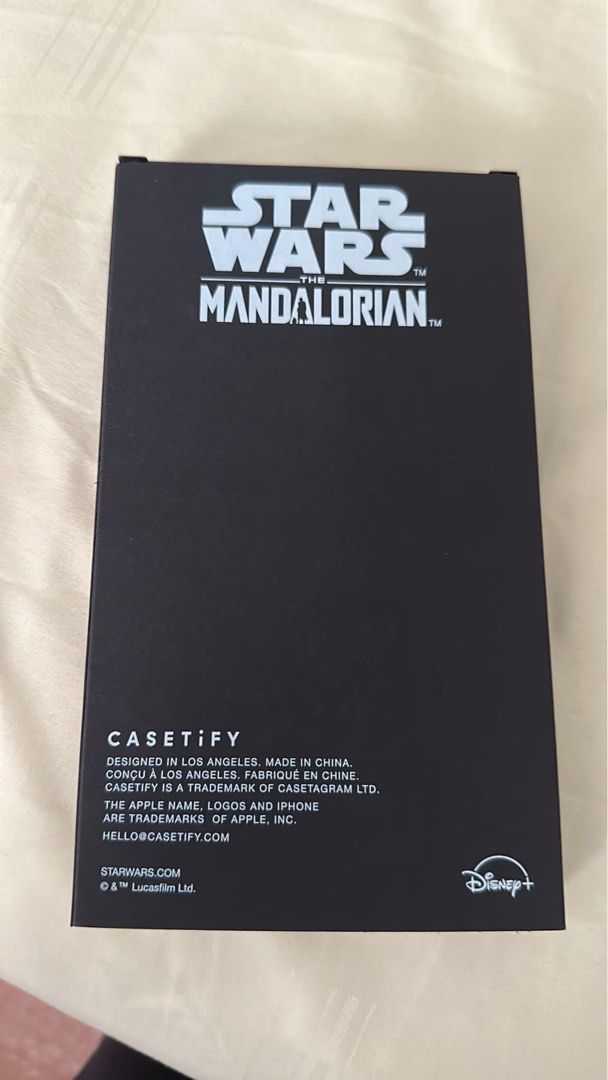 STAR
WARS™
THE
MANDALORIAN™
CASETiFY
DESIGNED IN LOS ANGELES. MADE IN CHINA.
CONÇU À LOS ANGELES. FABRIQUÉ EN CHINE.
CASETIFY IS A TRADEMARK OF CASETAGRAM LTD.
THE APPLE NAME, LOGOS AND IPHONE
ARE TRADEMARKS OF APPLE, INC.
HELLO@CASETIFY.COM
STARWARS.COM
© & ™ Lucasfilm Ltd.
Disney+